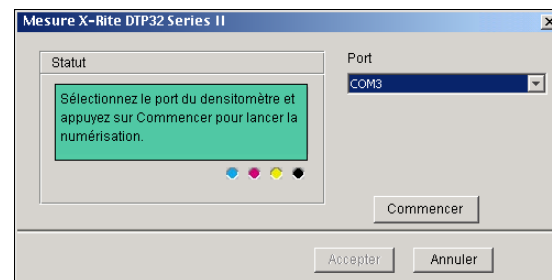 Mesure X-Rite DTP32 Series II
Statut
Sélectionnez le port du densitomètre et
appuyez sur Commencer pour lancer la
numérisation.
Port
COM3
Commencer
Accepter
Annuler